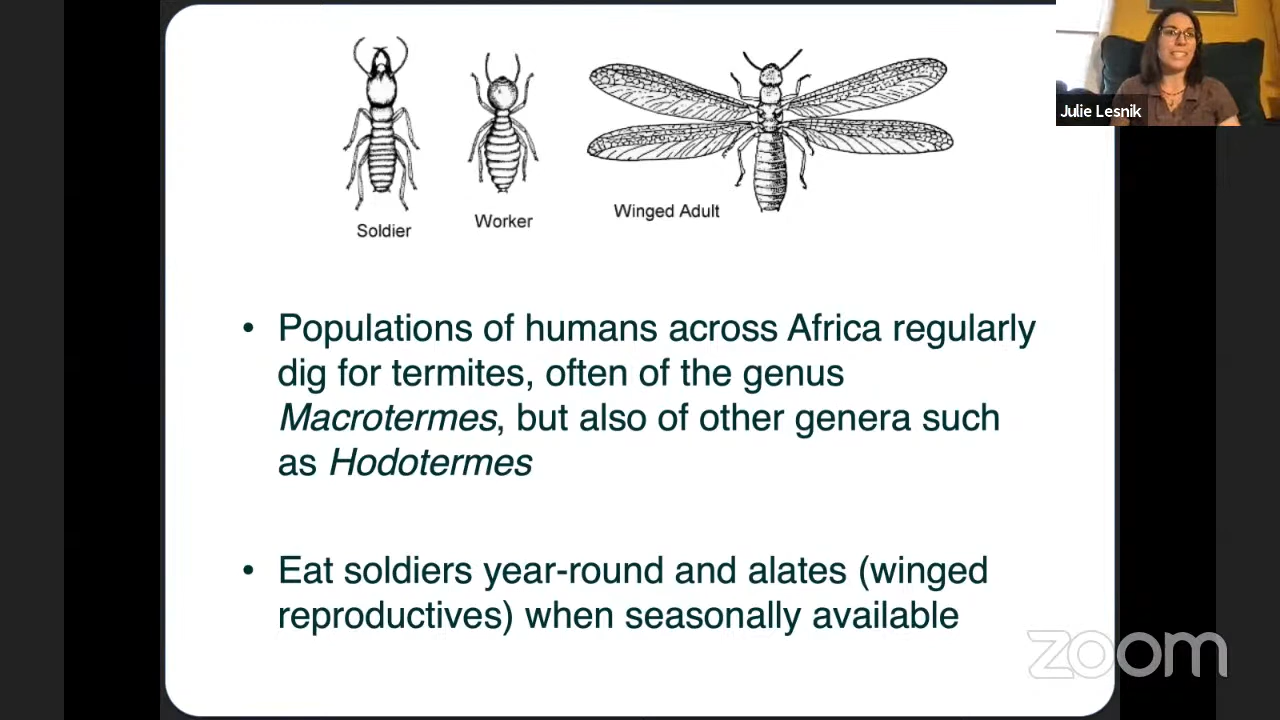 Julie Lesnik
Soldier
Worker
Winged Adult
• Populations of humans across Africa regularly
dig for termites, often of the genus
Macrotermes, but also of other genera such
as Hodotermes
• Eat soldiers year-round and alates (winged
reproductives) when seasonally available
zoom